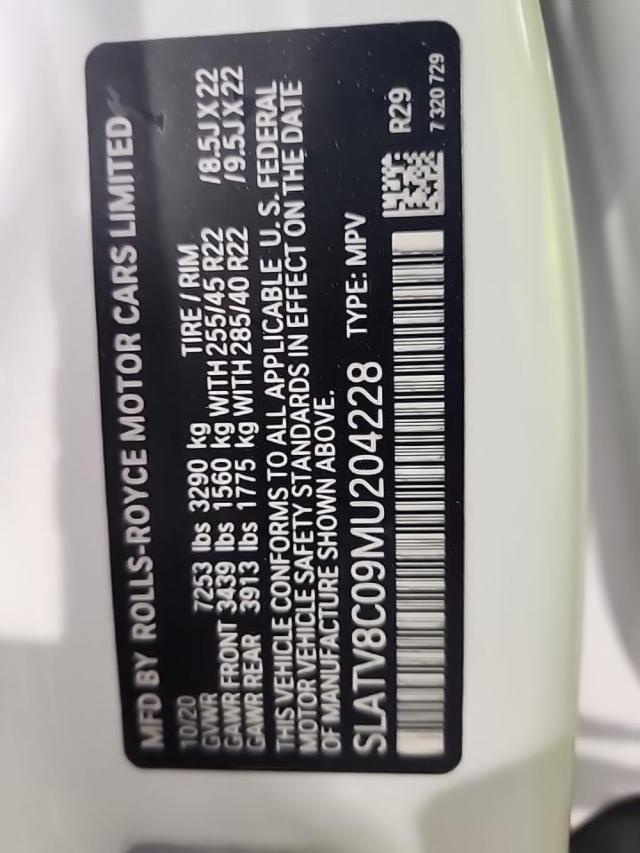 MFD BY ROLLS-ROYCE MOTOR CARS LIMITED
10/20 TIRE / RIM
GVWR 7253 lbs 3290 kg
GAWR FRONT 3439 lbs 1560 kg WITH 255/45 R22 /8.5J X 22
GAWR REAR 3913 lbs 1775 kg WITH 285/40 R22 /9.5J X 22
THIS VEHICLE CONFORMS TO ALL APPLICABLE U. S. FEDERAL
MOTOR VEHICLE SAFETY STANDARDS IN EFFECT ON THE DATE
OF MANUFACTURE SHOWN ABOVE.
SLATV8C09MU204228 TYPE: MPV
R29
7 320 729